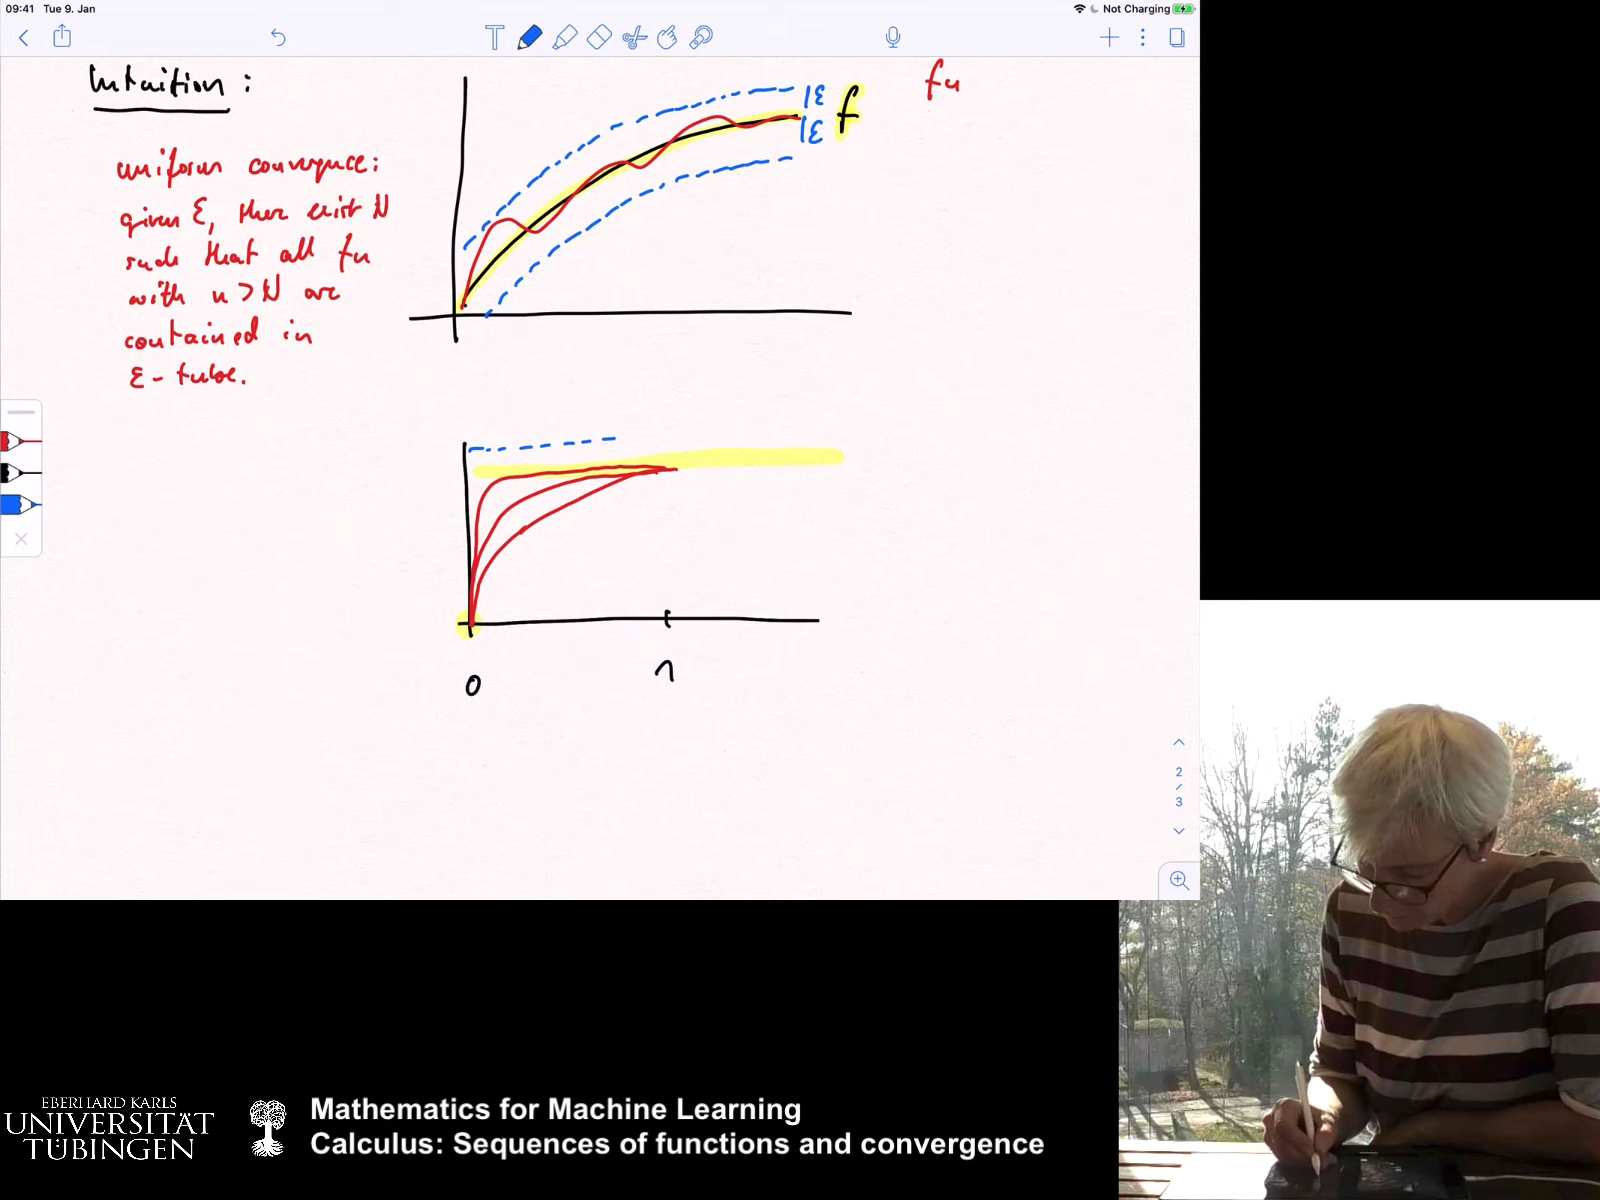 09:41 Tue 9. Jan
Not Charging
Intuition:
fn
ε
ε
f
uniform convergence:
given ε, there exist N
such that all fn
with n > N are
contained in
ε-tube.
0
1
2
3
EBERHARD KARLS
UNIVERSITÄT
TÜBINGEN
Mathematics for Machine Learning
Calculus: Sequences of functions and convergence